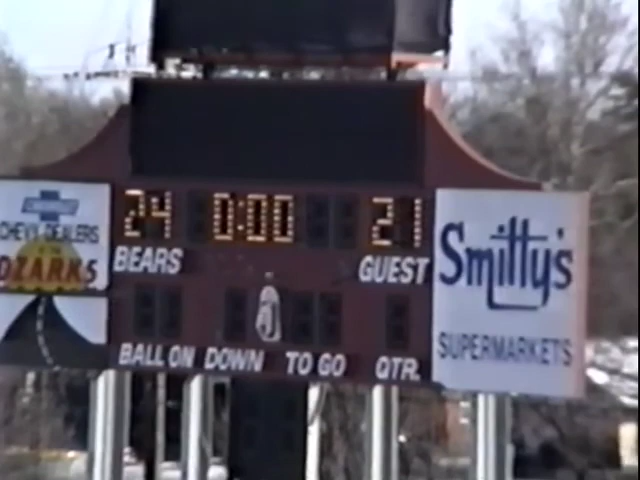 24 0:00 21
BEARS GUEST
BALL ON DOWN TO GO QTR.
CHEVY DEALERS
OZARKS
Smitty's
SUPERMARKETS